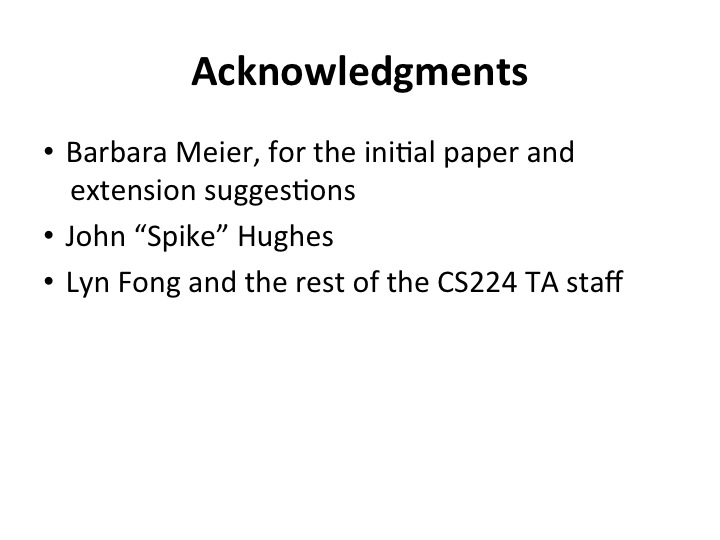 Acknowledgments
• Barbara Meier, for the initial paper and
extension suggestions
• John “Spike” Hughes
• Lyn Fong and the rest of the CS224 TA staff